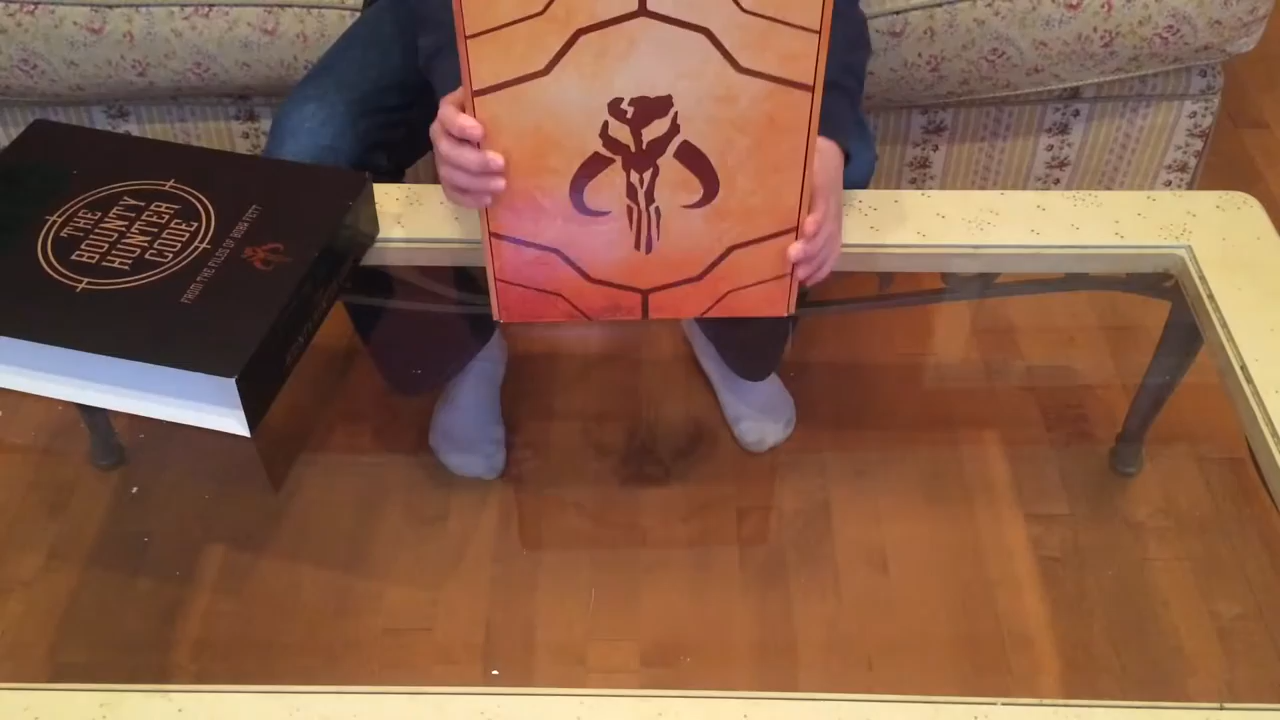 THE
BOUNTY
HUNTER
CODE
FROM THE FILES OF BOBA FETT